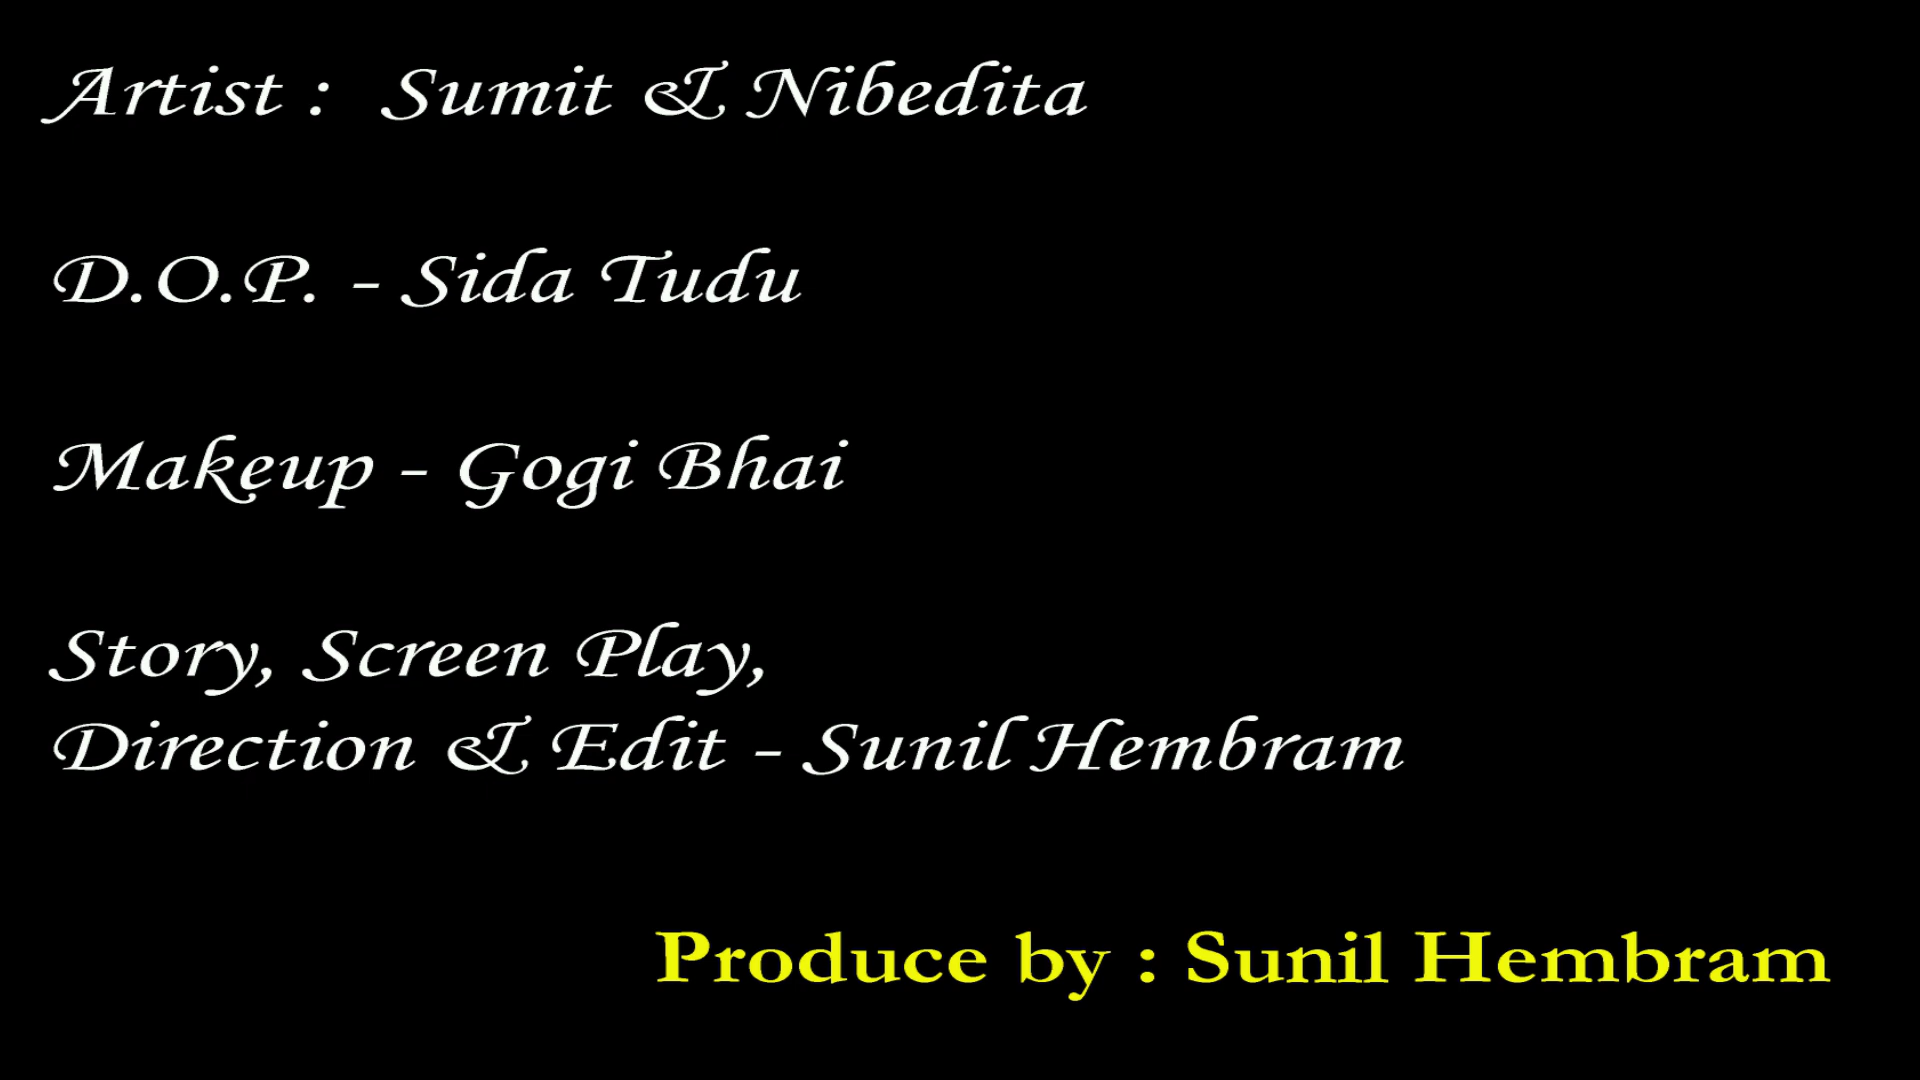 Artist : Sumit & Nibedita
D.O.P. - Sida Tudu
Makeup - Gogi Bhai
Story, Screen Play,
Direction & Edit - Sunil Hembram
Produce by : Sunil Hembram